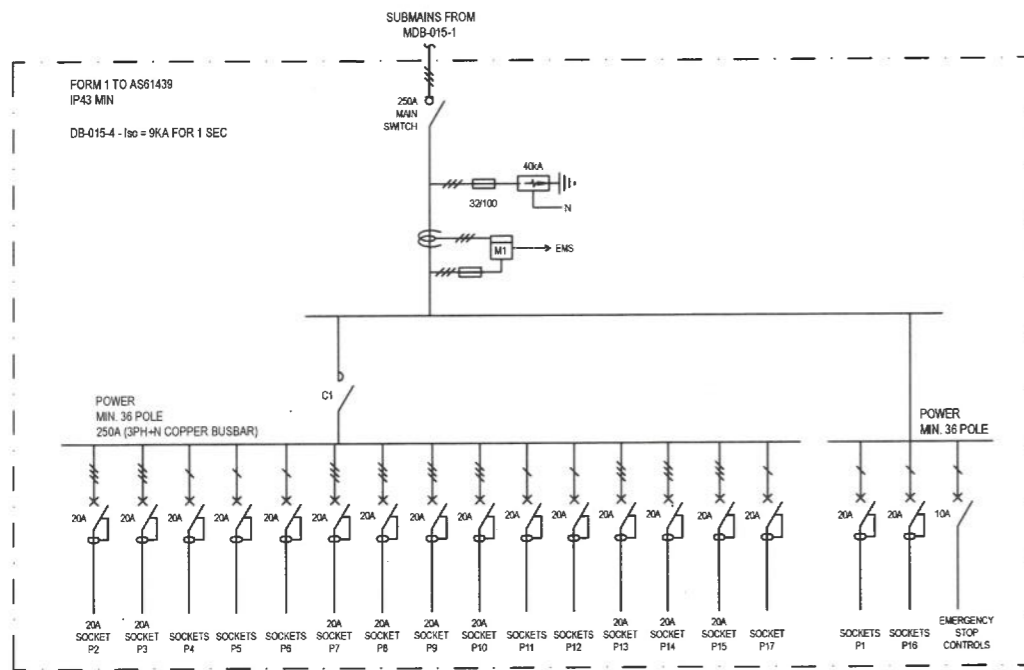 SUBMAINS FROM
MDB-015-1
FORM 1 TO AS61439
IP43 MIN
DB-015-4 - Isc = 9KA FOR 1 SEC
250A
MAIN
SWITCH
40kA
32/100
N
M1
EMS
C1
POWER
MIN. 36 POLE
250A (3PH+N COPPER BUSBAR)
POWER
MIN. 36 POLE
20A 20A 20A 20A 20A 20A 20A 20A 20A 20A 20A 20A 20A 20A 20A 20A 20A 10A
20A
SOCKET
P2
20A
SOCKET
P3
SOCKETS
P4
SOCKETS
P5
SOCKETS
P6
20A
SOCKET
P7
20A
SOCKET
P8
20A
SOCKET
P9
20A
SOCKET
P10
SOCKETS
P11
SOCKETS
P12
20A
SOCKET
P13
20A
SOCKET
P14
20A
SOCKET
P15
SOCKET
P17
SOCKETS
P1
SOCKETS
P16
EMERGENCY
STOP
CONTROLS